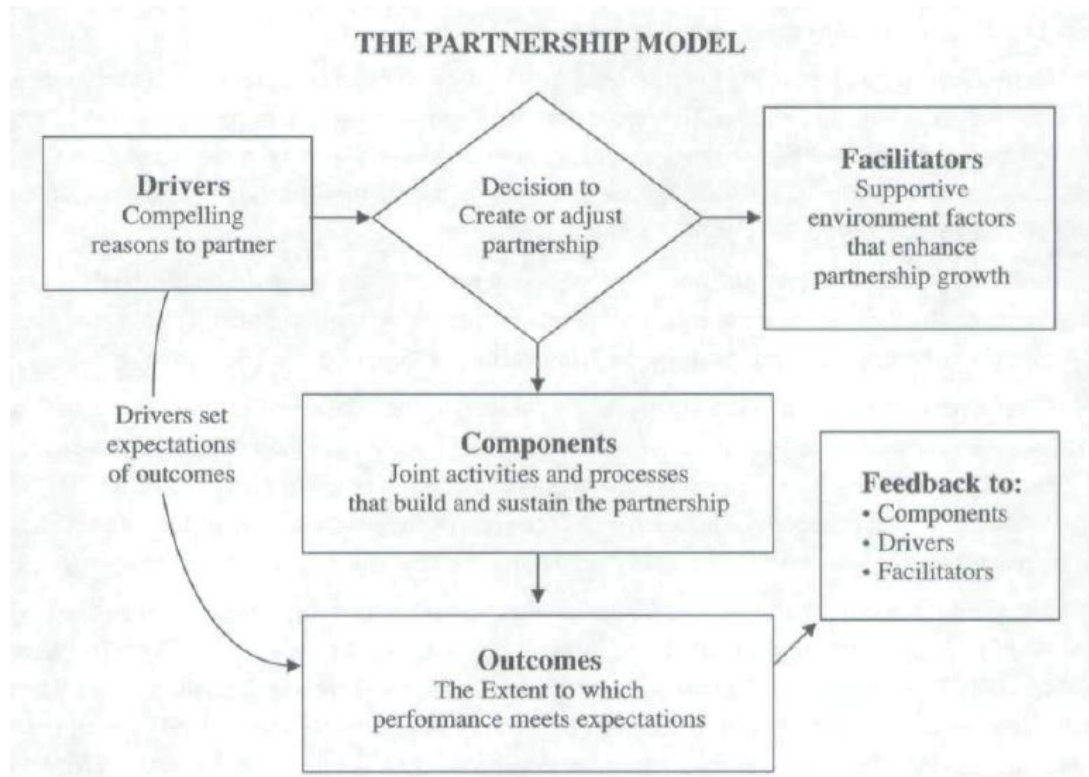 THE PARTNERSHIP MODEL
Drivers
Compelling
reasons to partner
Decision to
Create or adjust
partnership
Facilitators
Supportive
environment factors
that enhance
partnership growth
Drivers set
expectations
of outcomes
Components
Joint activities and processes
that build and sustain the partnership
Feedback to:
• Components
• Drivers
• Facilitators
Outcomes
The Extent to which
performance meets expectations